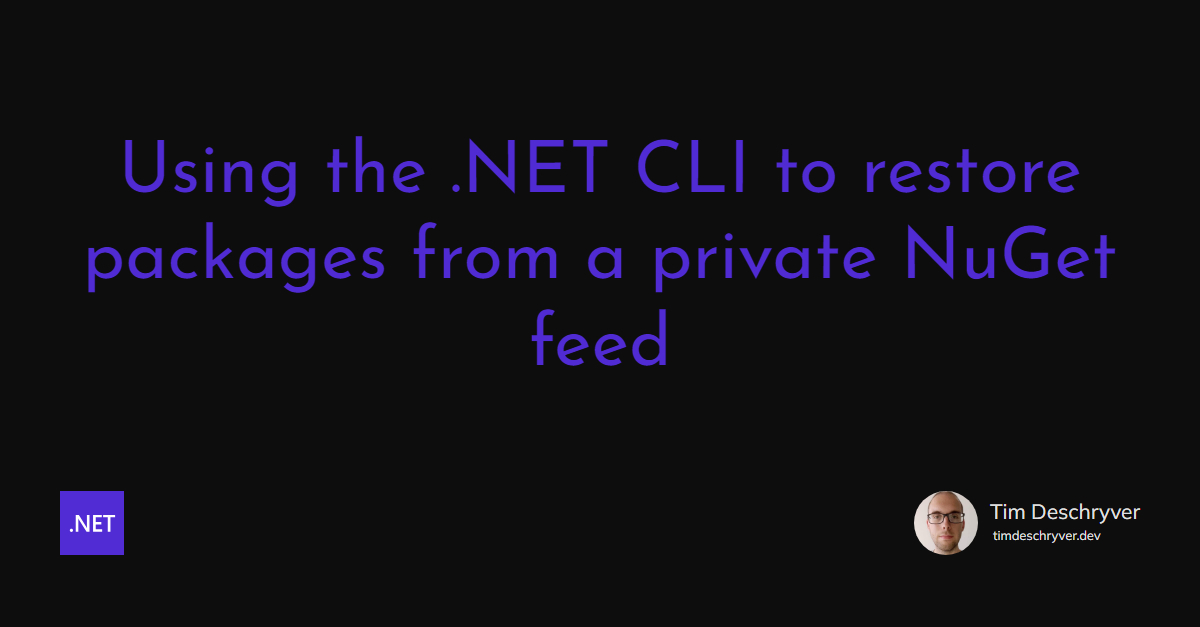 Using the .NET CLI to restore
packages from a private NuGet
feed
.NET
Tim Deschryver
timdeschryver.dev